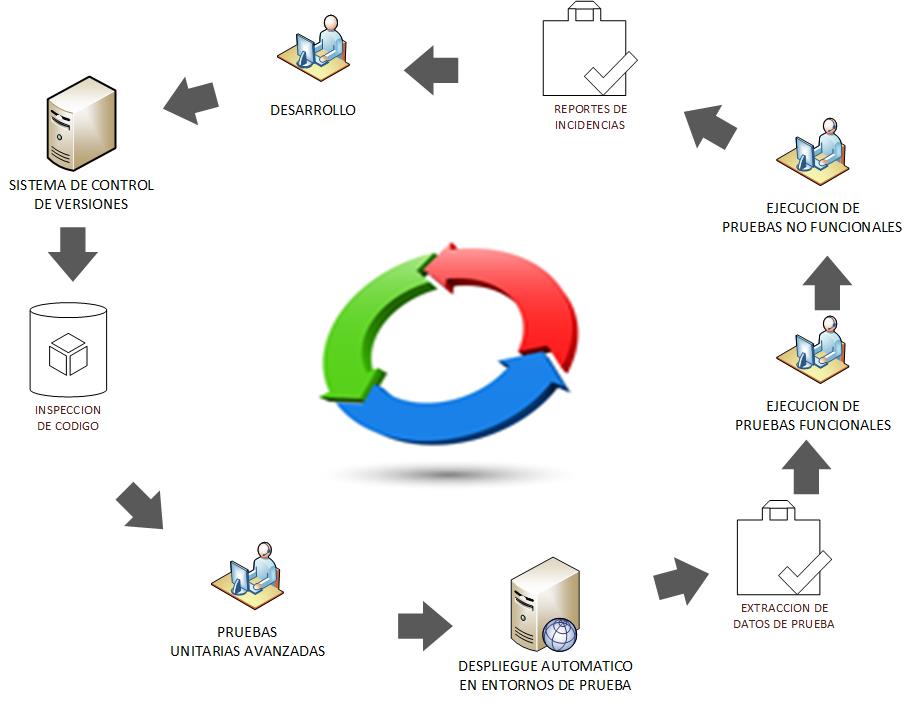 DESARROLLO
REPORTES DE
INCIDENCIAS
SISTEMA DE CONTROL
DE VERSIONES
EJECUCION DE
PRUEBAS NO FUNCIONALES
INSPECCION
DE CODIGO
EJECUCION DE
PRUEBAS FUNCIONALES
PRUEBAS
UNITARIAS AVANZADAS
DESPLIEGUE AUTOMATICO
EN ENTORNOS DE PRUEBA
EXTRACCION DE
DATOS DE PRUEBA